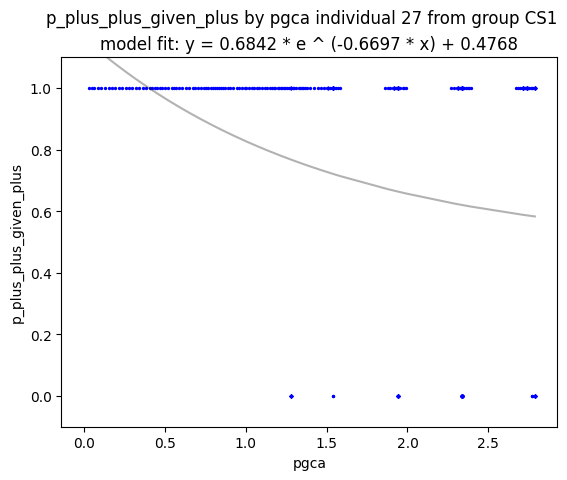 p_plus_plus_given_plus by pgca individual 27 from group CS1
model fit: y = 0.6842 * e ^ (-0.6697 * x) + 0.4768
p_plus_plus_given_plus
1.0
0.8
0.6
0.4
0.2
0.0
0.0 0.5 1.0 1.5 2.0 2.5
pgca